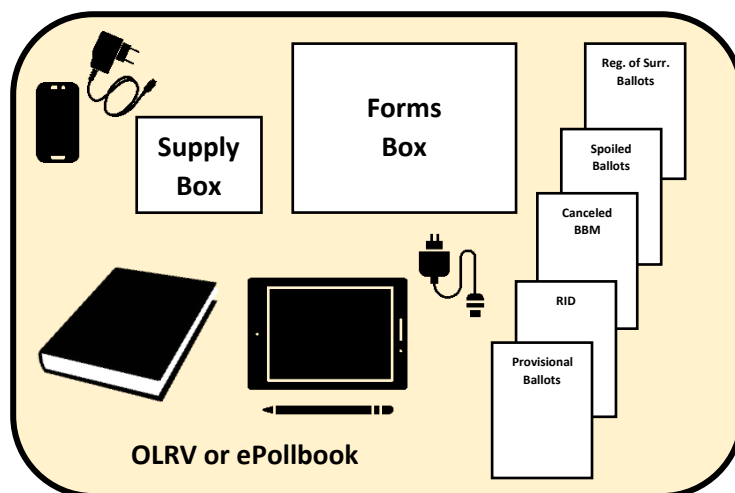 Supply
Box
Forms
Box
Reg. of Surr.
Ballots
Spoiled
Ballots
Canceled
BBM
RID
Provisional
Ballots
OLRV or ePollbook